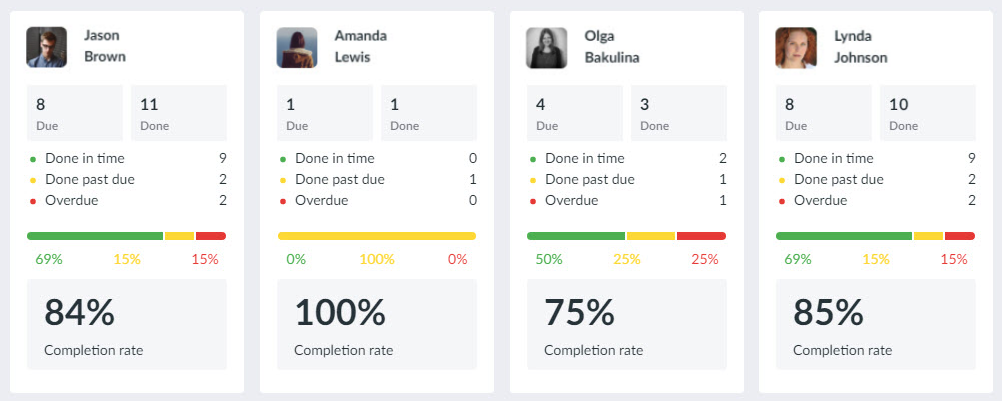 Jason
Brown
8
Due
11
Done
Done in time 9
Done past due 2
Overdue 2
69% 15% 15%
84%
Completion rate
Amanda
Lewis
1
Due
1
Done
Done in time 0
Done past due 1
Overdue 0
0% 100% 0%
100%
Completion rate
Olga
Bakulina
4
Due
3
Done
Done in time 2
Done past due 1
Overdue 1
50% 25% 25%
75%
Completion rate
Lynda
Johnson
8
Due
10
Done
Done in time 9
Done past due 2
Overdue 2
69% 15% 15%
85%
Completion rate